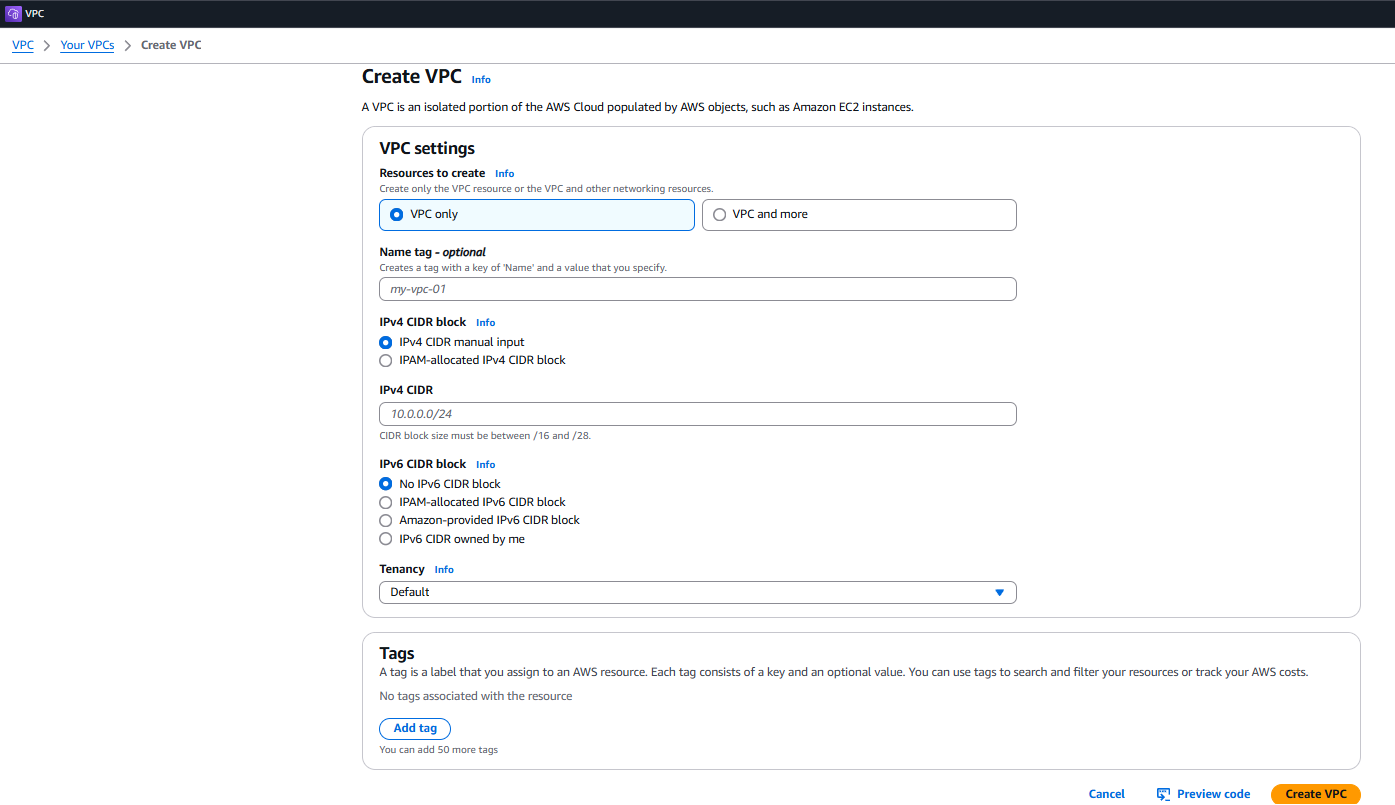 VPC
VPC > Your VPCs > Create VPC
Create VPC Info
A VPC is an isolated portion of the AWS Cloud populated by AWS objects, such as Amazon EC2 instances.
VPC settings
Resources to create Info
Create only the VPC resource or the VPC and other networking resources.
VPC only VPC and more
Name tag - optional
Creates a tag with a key of 'Name' and a value that you specify.
my-vpc-01
IPv4 CIDR block Info
IPv4 CIDR manual input
IPAM-allocated IPv4 CIDR block
IPv4 CIDR
10.0.0.0/24
CIDR block size must be between /16 and /28.
IPv6 CIDR block Info
No IPv6 CIDR block
IPAM-allocated IPv6 CIDR block
Amazon-provided IPv6 CIDR block
IPv6 CIDR owned by me
Tenancy Info
Default
Tags
A tag is a label that you assign to an AWS resource. Each tag consists of a key and an optional value. You can use tags to search and filter your resources or track your AWS costs.
No tags associated with the resource
Add tag
You can add 50 more tags
Cancel Preview code Create VPC